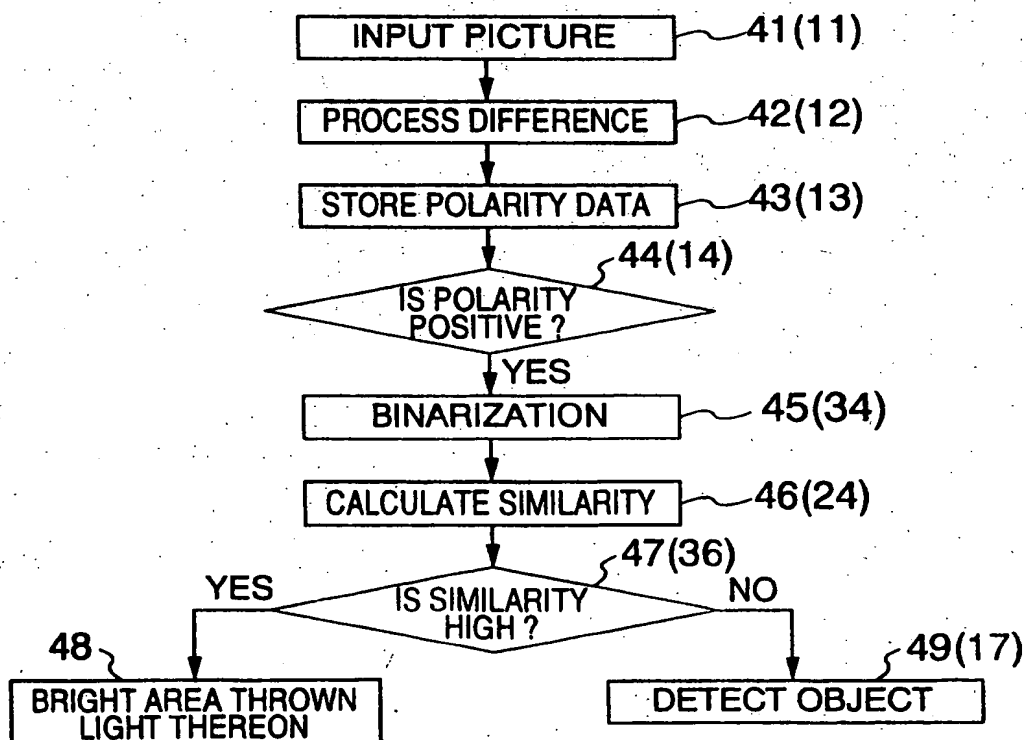 INPUT PICTURE 41(11)
PROCESS DIFFERENCE 42(12)
STORE POLARITY DATA 43(13)
44(14)
IS POLARITY
POSITIVE ?
YES
BINARIZATION 45(34)
CALCULATE SIMILARITY 46(24)
47(36)
YES
IS SIMILARITY
HIGH ?
NO
48
BRIGHT AREA THROWN
LIGHT THEREON
49(17)
DETECT OBJECT